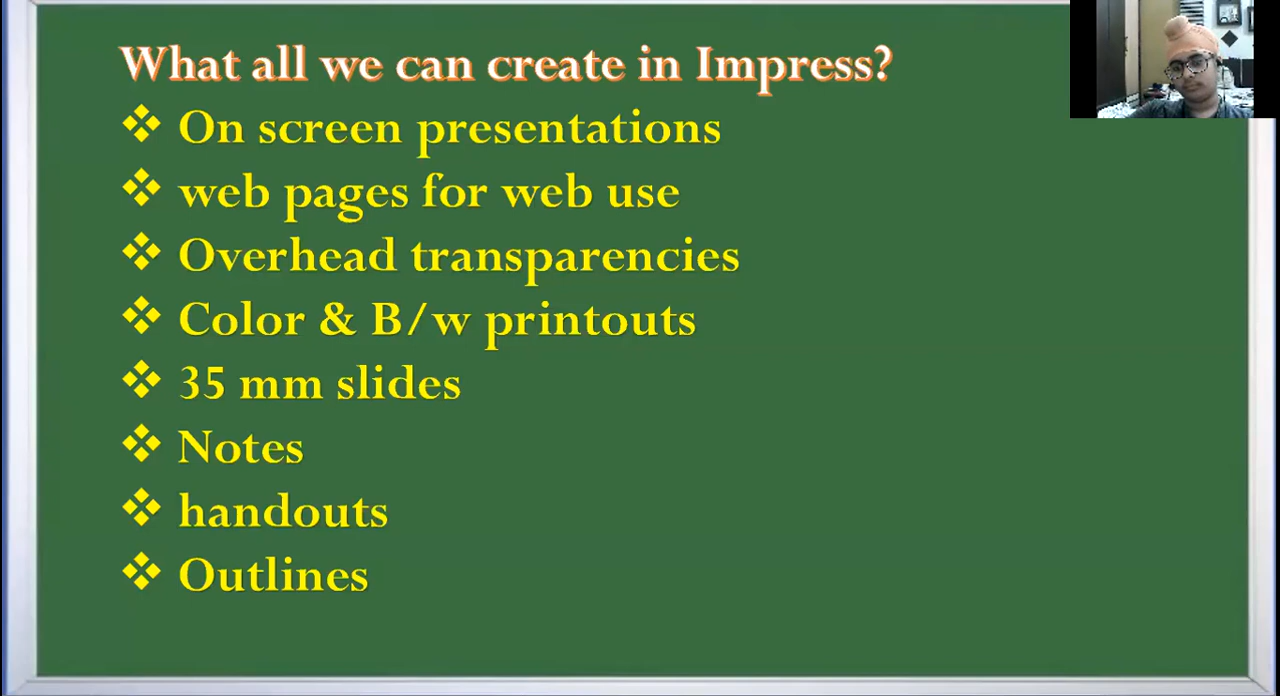 What all we can create in Impress?
❖ On screen presentations
❖ web pages for web use
❖ Overhead transparencies
❖ Color & B/w printouts
❖ 35 mm slides
❖ Notes
❖ handouts
❖ Outlines